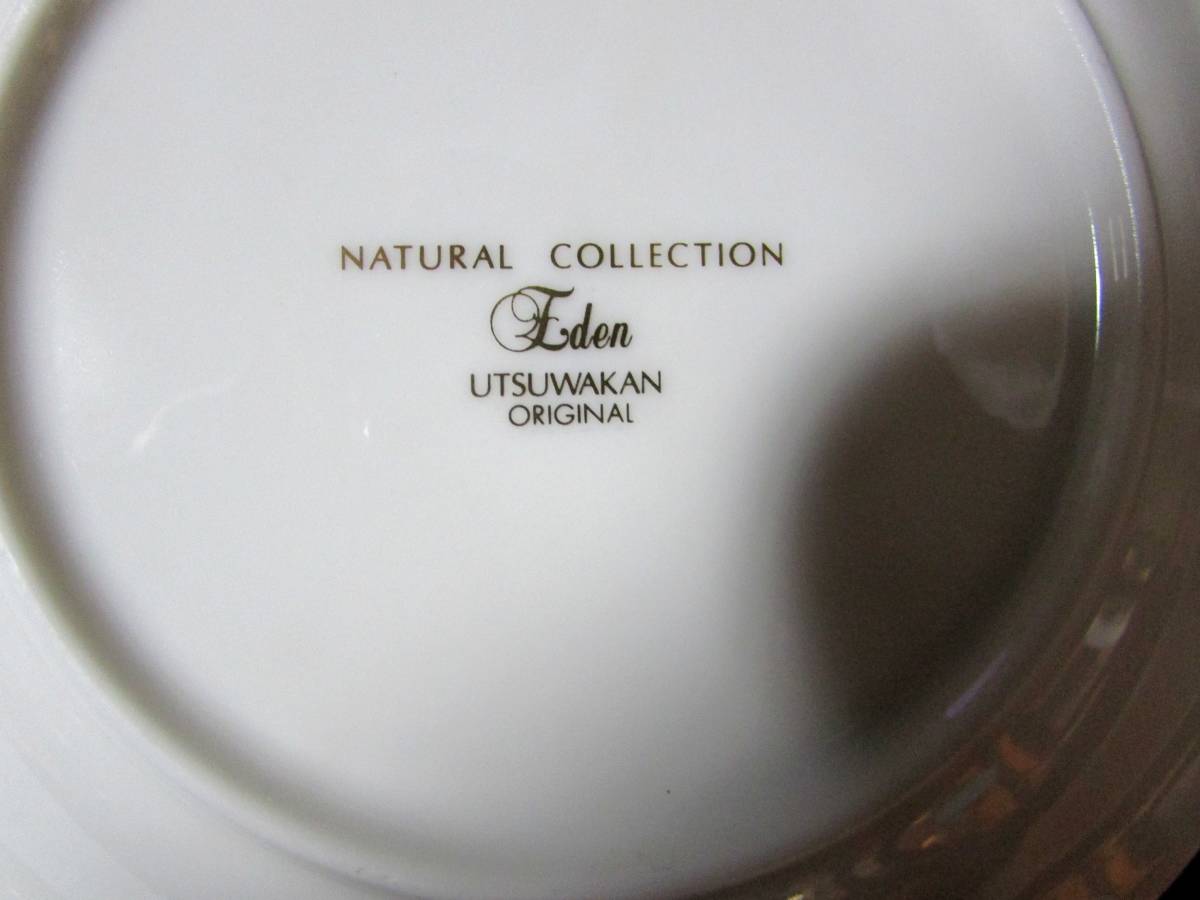 NATURAL COLLECTION
Eden
UTSUWAKAN
ORIGINAL